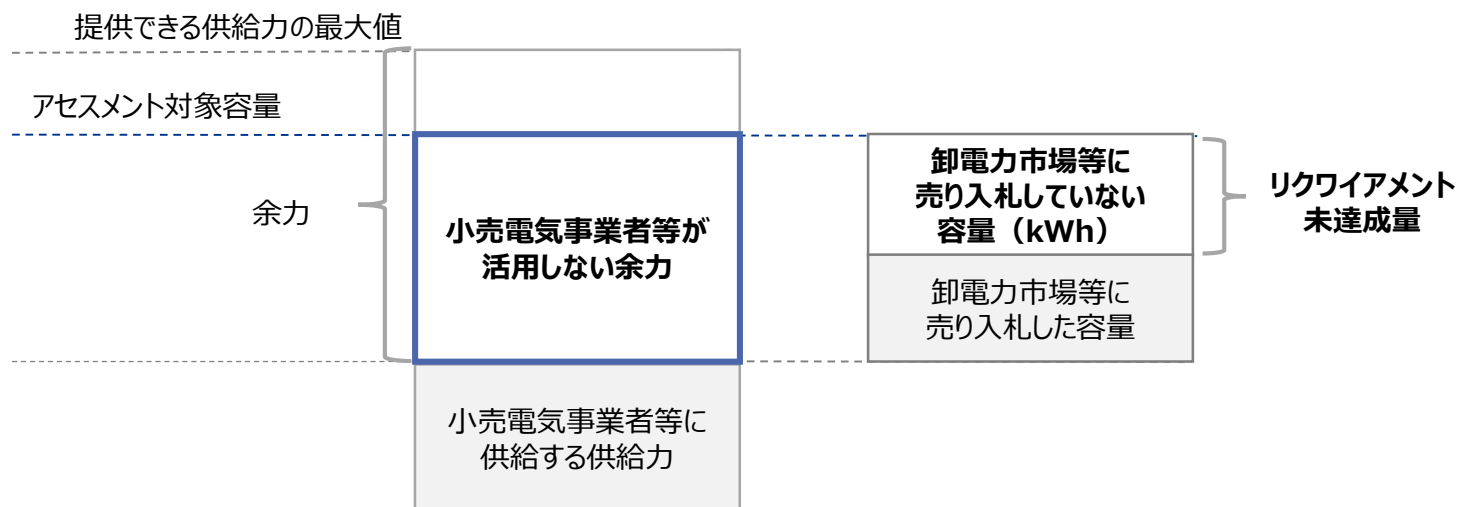 提供できる供給力の最大値
アセスメント対象容量
余力
小売電気事業者等が
活用しない余力
小売電気事業者等に
供給する供給力
卸電力市場等に
売り入札していない
容量（kWh）
卸電力市場等に
売り入札した容量
リクワイアメント
未達成量